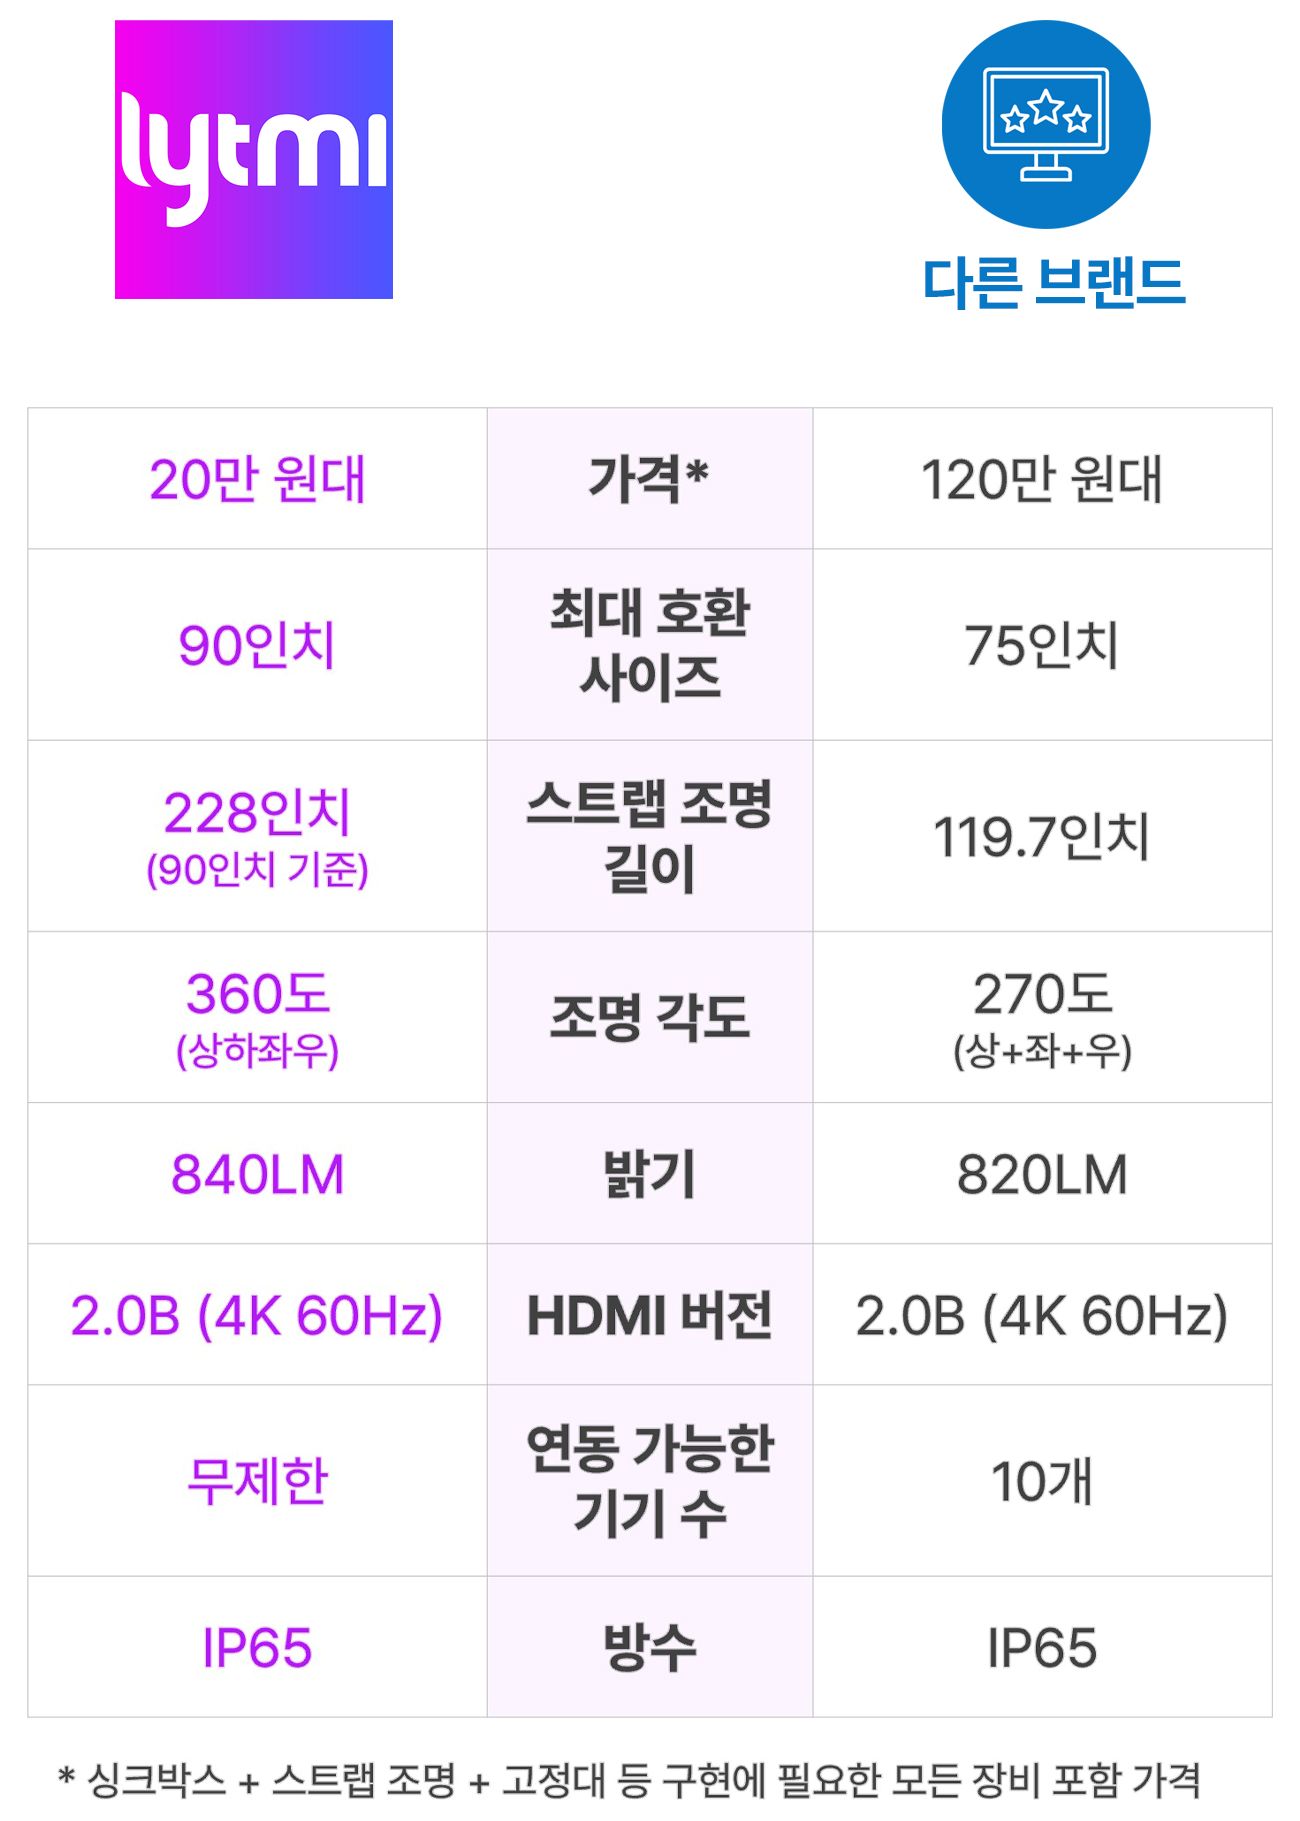 lytmi
다른 브랜드
20만 원대
가격*
120만 원대
90인치
최대 호환
사이즈
75인치
228인치
(90인치 기준)
스트랩 조명
길이
119.7인치
360도
(상하좌우)
조명 각도
270도
(상+좌+우)
840LM
밝기
820LM
2.0B (4K 60Hz)
HDMI 버전
2.0B (4K 60Hz)
무제한
연동 가능한
기기 수
10개
IP65
방수
IP65
* 싱크박스 + 스트랩 조명 + 고정대 등 구현에 필요한 모든 장비 포함 가격